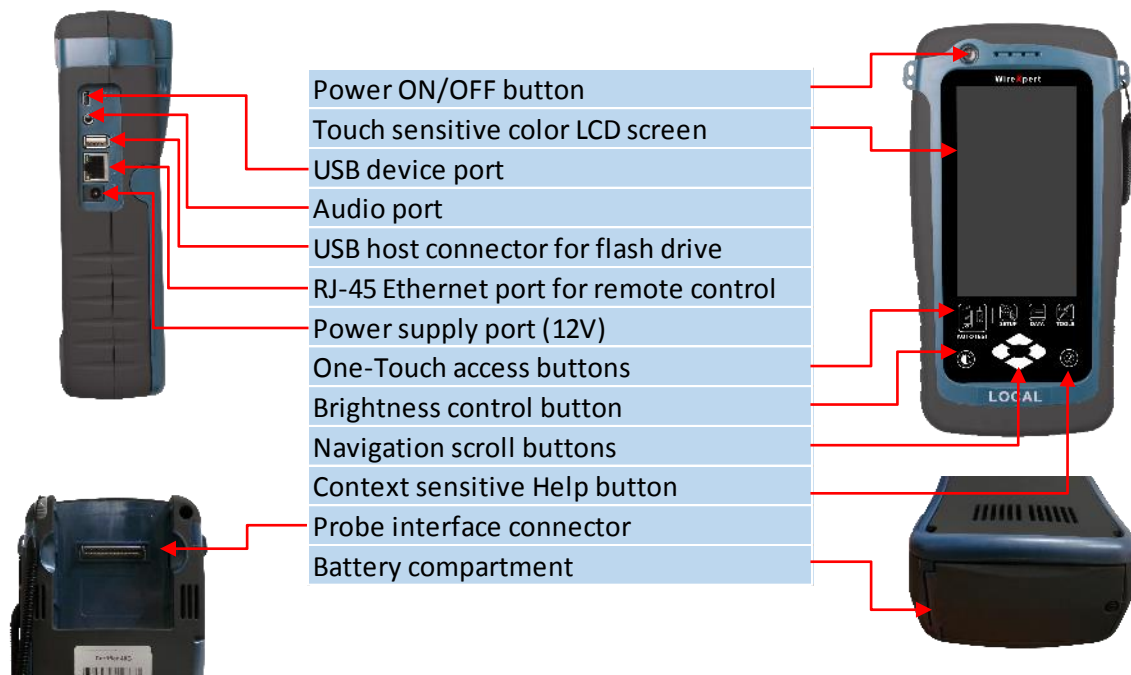 Power ON/OFF button
Touch sensitive color LCD screen
USB device port
Audio port
USB host connector for flash drive
RJ-45 Ethernet port for remote control
Power supply port (12V)
One-Touch access buttons
Brightness control button
Navigation scroll buttons
Context sensitive Help button
Probe interface connector
Battery compartment
WireXpert
AUTOTEST
SETUP
DATA
TOOLS
LOCAL